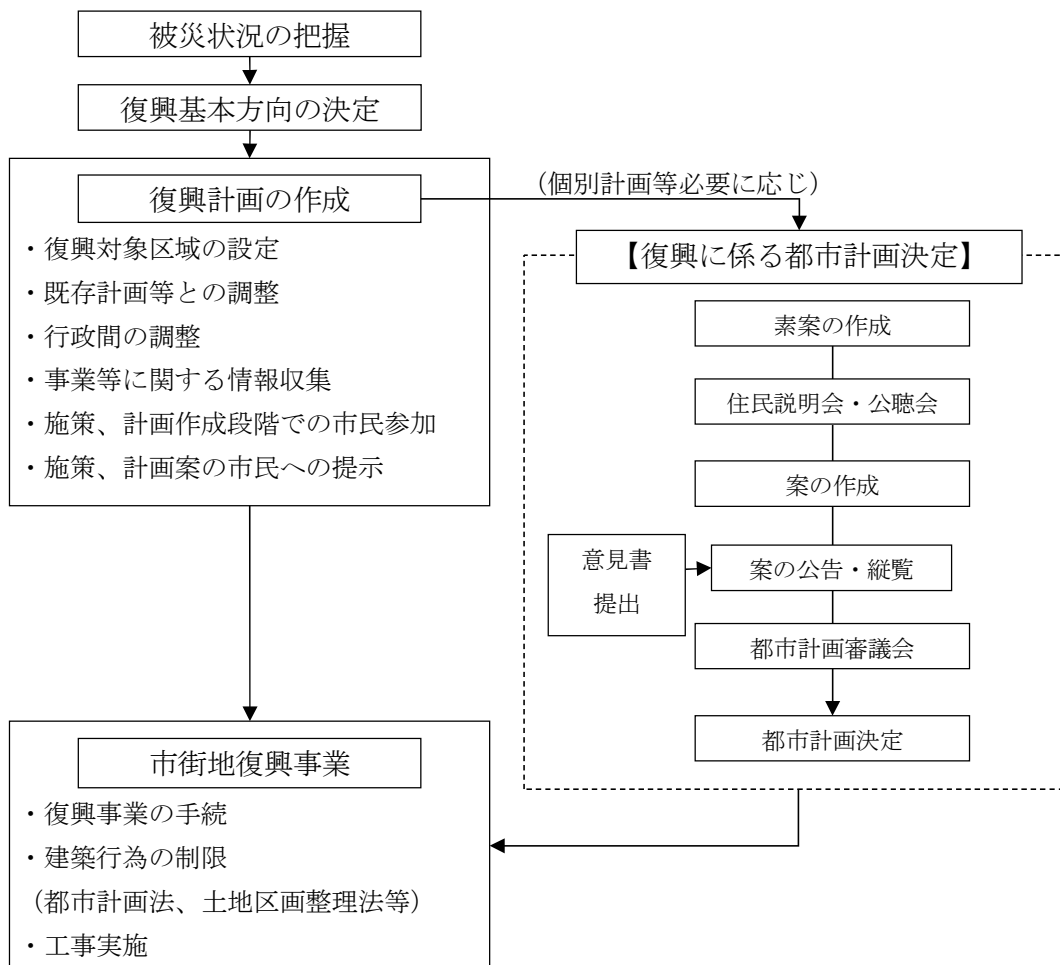 被災状況の把握
復興基本方向の決定
復興計画の作成
・復興対象区域の設定
・既存計画等との調整
・行政間の調整
・事業等に関する情報収集
・施策、計画作成段階での市民参加
・施策、計画案の市民への提示
（個別計画等必要に応じ）
【復興に係る都市計画決定】
素案の作成
住民説明会・公聴会
案の作成
意見書
提出
案の公告・縦覧
都市計画審議会
都市計画決定
市街地復興事業
・復興事業の手続
・建築行為の制限
（都市計画法、土地区画整理法等）
・工事実施